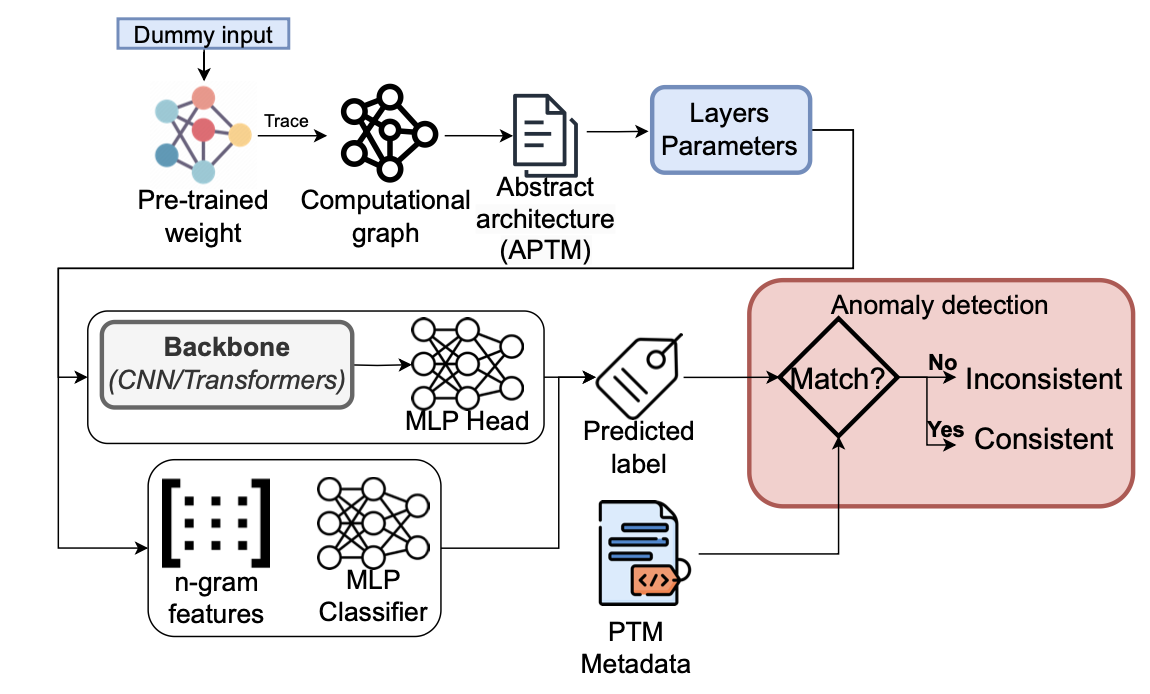 Dummy input
Trace
Pre-trained
weight
Computational
graph
Abstract
architecture
(APTM)
Layers
Parameters
Backbone
(CNN/Transformers)
MLP Head
n-gram
features
MLP
Classifier
Predicted
label
PTM
Metadata
</>
Anomaly detection
Match?
No
Inconsistent
Yes
Consistent